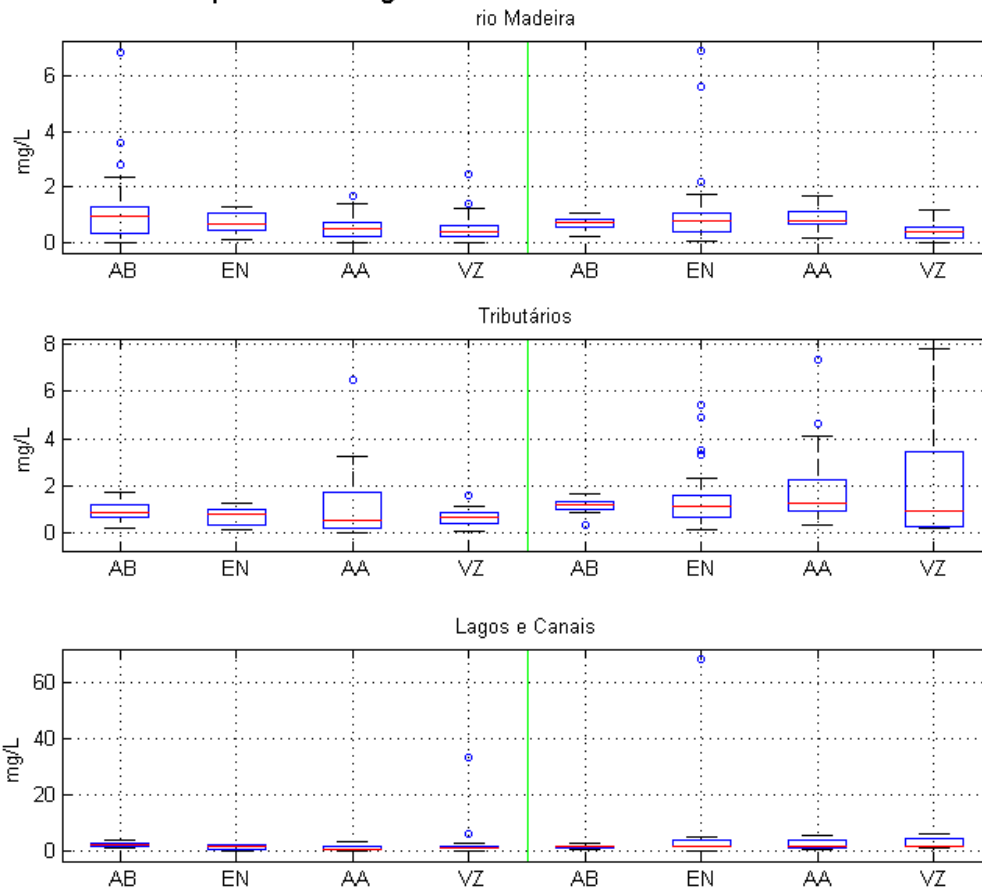 rio Madeira
6
4
2
0
mg/L
AB EN AA VZ AB EN AA VZ
Tributários
8
6
4
2
0
mg/L
AB EN AA VZ AB EN AA VZ
Lagos e Canais
60
40
20
0
mg/L
AB EN AA VZ AB EN AA VZ